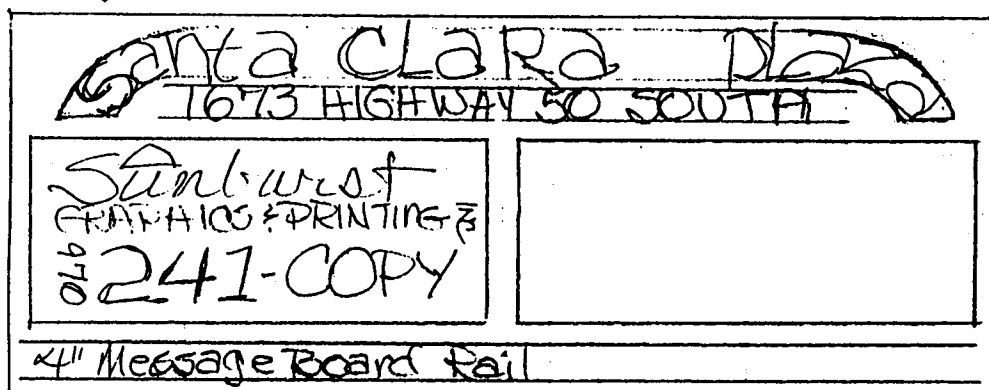 Santa CLaRa plaza
1673 HIGHWAY 50 SOUTH
Sunburst
GRAPHICS & PRINTING
970 241-COPY
4" Message Board Rail